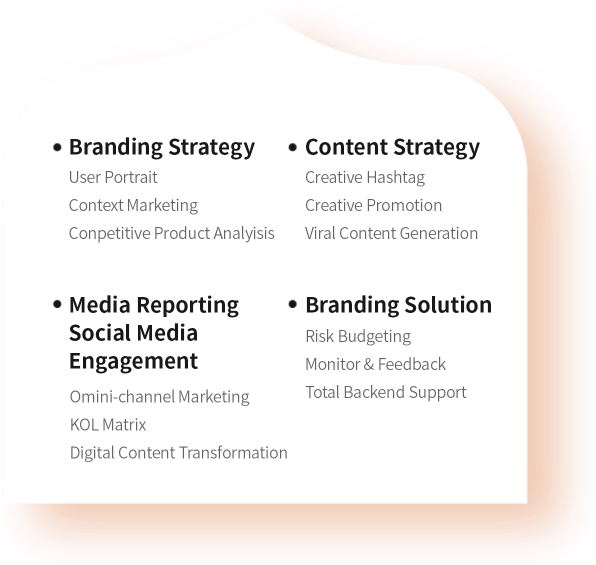 • Branding Strategy
User Portrait
Context Marketing
Conpetitive Product Analyisis
• Content Strategy
Creative Hashtag
Creative Promotion
Viral Content Generation
• Media Reporting
Social Media
Engagement
Omini-channel Marketing
KOL Matrix
Digital Content Transformation
• Branding Solution
Risk Budgeting
Monitor & Feedback
Total Backend Support